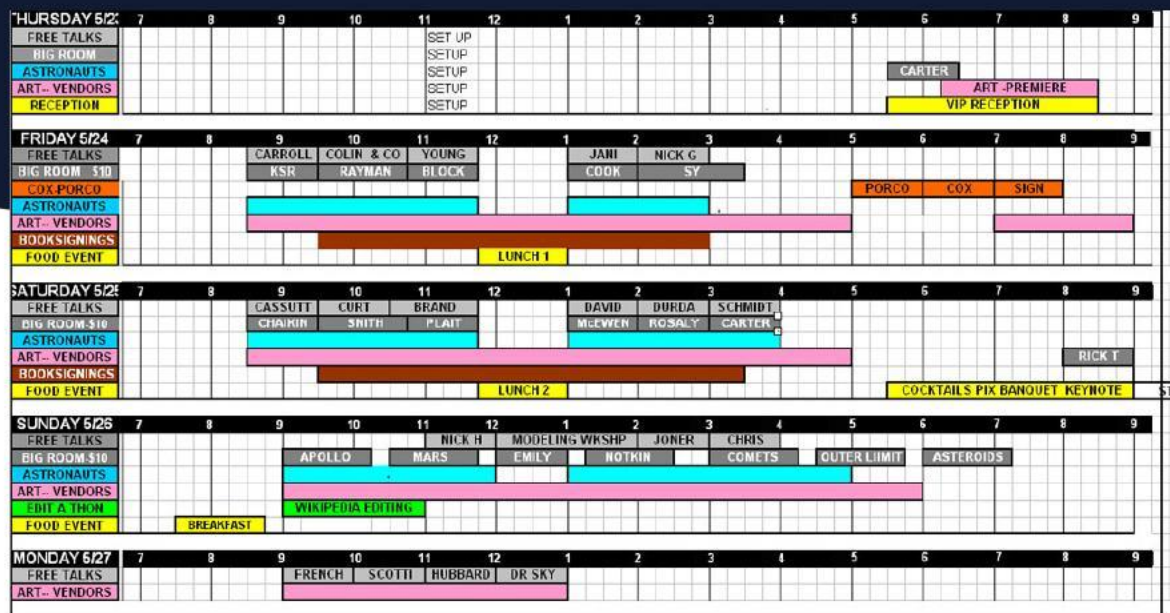 THURSDAY 5/23 7 8 9 10 11 12 1 2 3 4 5 6 7 8 9
FREE TALKS SET UP
BIG ROOM SETUP
ASTRONAUTS SETUP CARTER
ART-- VENDORS SETUP ART -PREMIERE
RECEPTION SETUP VIP RECEPTION
FRIDAY 5/24 7 8 9 10 11 12 1 2 3 4 5 6 7 8 9
FREE TALKS CARROLL COLIN & CO YOUNG JANI NICK G
BIG ROOM $10 KSR RAYMAN BLOCK COOK SY
COX-PORCO PORCO COX SIGN
ASTRONAUTS
ART-- VENDORS
BOOKSIGNINGS
FOOD EVENT LUNCH 1
SATURDAY 5/25 7 8 9 10 11 12 1 2 3 4 5 6 7 8 9
FREE TALKS CASSUTT CURT BRAND DAVID DURDA SCHMIDT
BIG ROOM-$10 CHAIKIN SNITH PLAIT McEWEN ROSALY CARTER
ASTRONAUTS
ART-- VENDORS RICK T
BOOKSIGNINGS
FOOD EVENT LUNCH 2 COCKTAILS PIX BANQUET KEYNOTE ST
SUNDAY 5/26 7 8 9 10 11 12 1 2 3 4 5 6 7 8 9
FREE TALKS NICK H MODELING WKSHP JONER CHRIS
BIG ROOM-$10 APOLLO MARS EMILY NOTKIN COMETS OUTER LIIMIT ASTEROIDS
ASTRONAUTS
ART-- VENDORS
EDIT A THON WIKIPEDIA EDITING
FOOD EVENT BREAKFAST
MONDAY 5/27 7 8 9 10 11 12 1 2 3 4 5 6 7 8 9
FREE TALKS FRENCH SCOTTI HUBBARD DR SKY
ART-- VENDORS